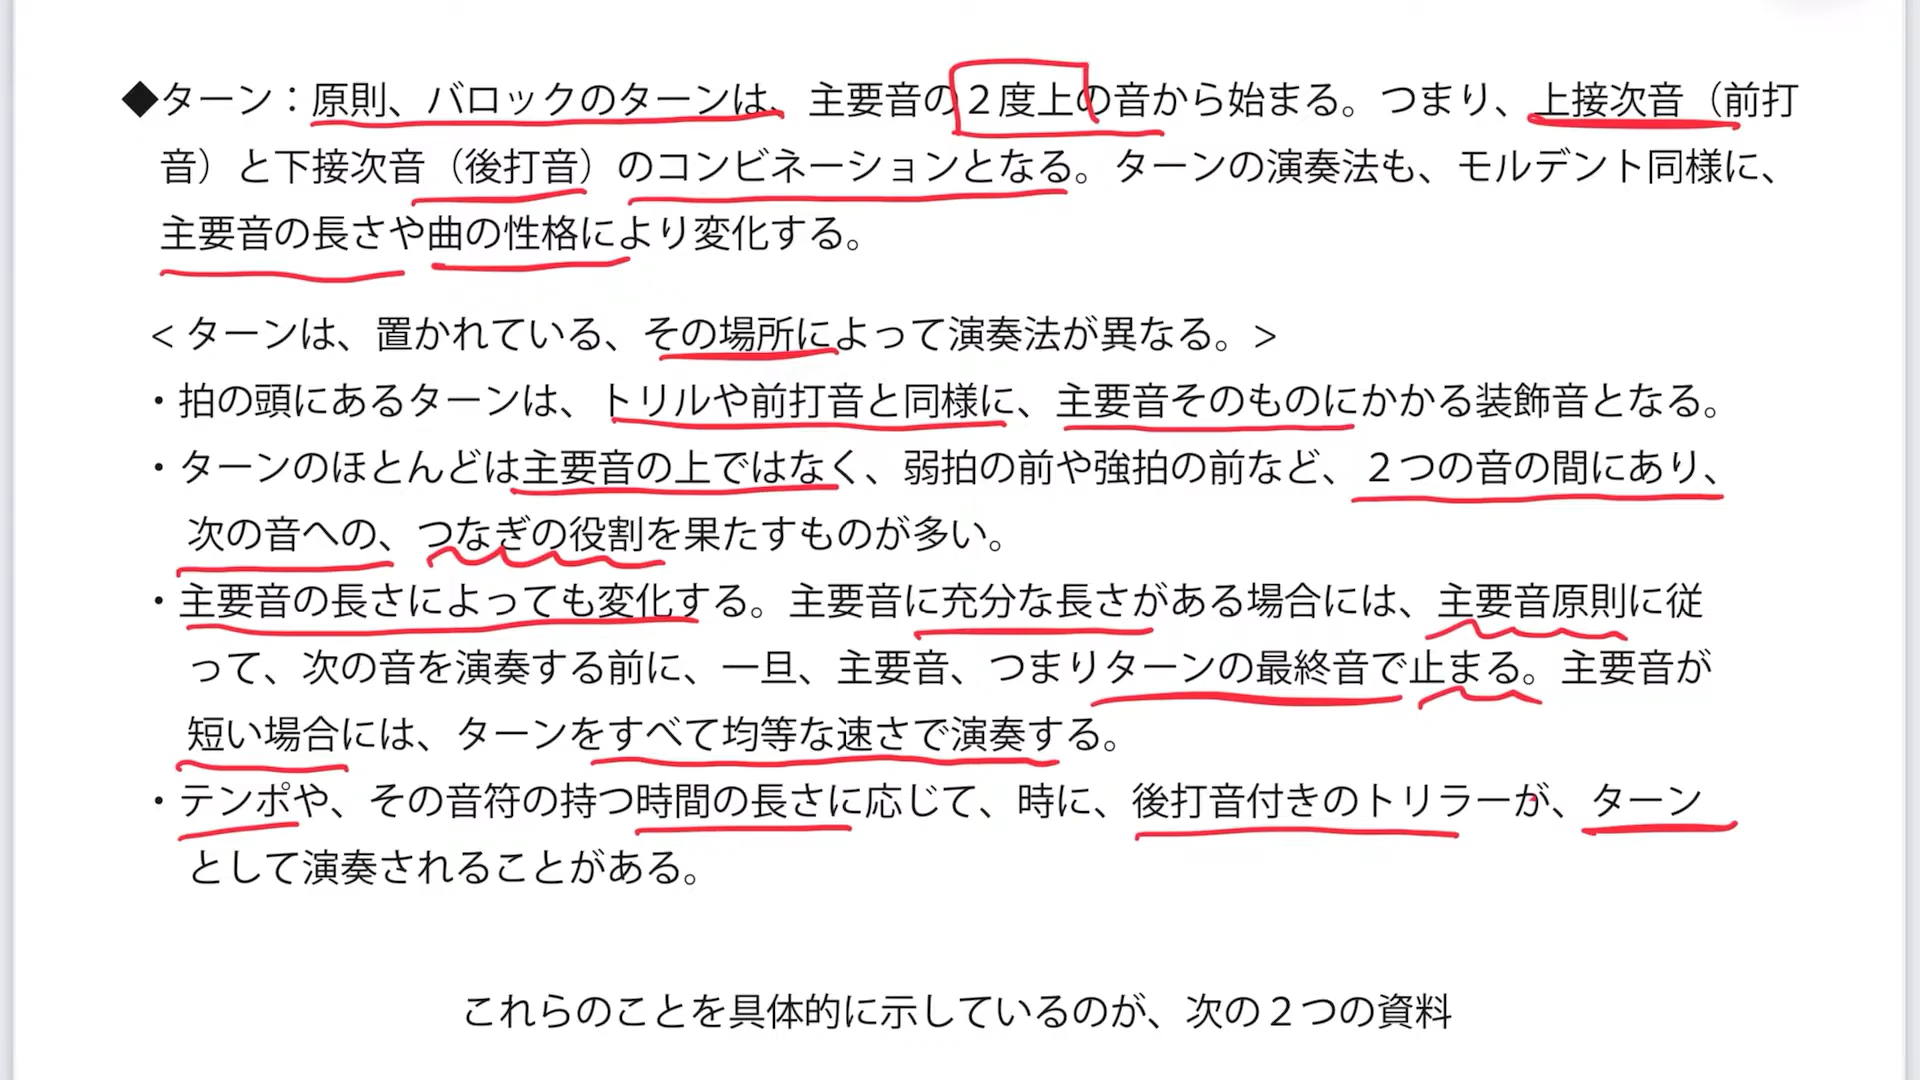 ◆ターン：原則、バロックのターンは、主要音の２度上の音から始まる。つまり、上接次音（前打
音）と下接次音（後打音）のコンビネーションとなる。ターンの演奏法も、モルデント同様に、
主要音の長さや曲の性格により変化する。
＜ターンは、置かれている、その場所によって演奏法が異なる。＞
・拍の頭にあるターンは、トリルや前打音と同様に、主要音そのものにかかる装飾音となる。
・ターンのほとんどは主要音の上ではなく、弱拍の前や強拍の前など、２つの音の間にあり、
次の音への、つなぎの役割を果たすものが多い。
・主要音の長さによっても変化する。主要音に充分な長さがある場合には、主要音原則に従
って、次の音を演奏する前に、一旦、主要音、つまりターンの最終音で止まる。主要音が
短い場合には、ターンをすべて均等な速さで演奏する。
・テンポや、その音符の持つ時間の長さに応じて、時に、後打音付きのトリラーが、ターン
として演奏されることがある。
これらのことを具体的に示しているのが、次の２つの資料